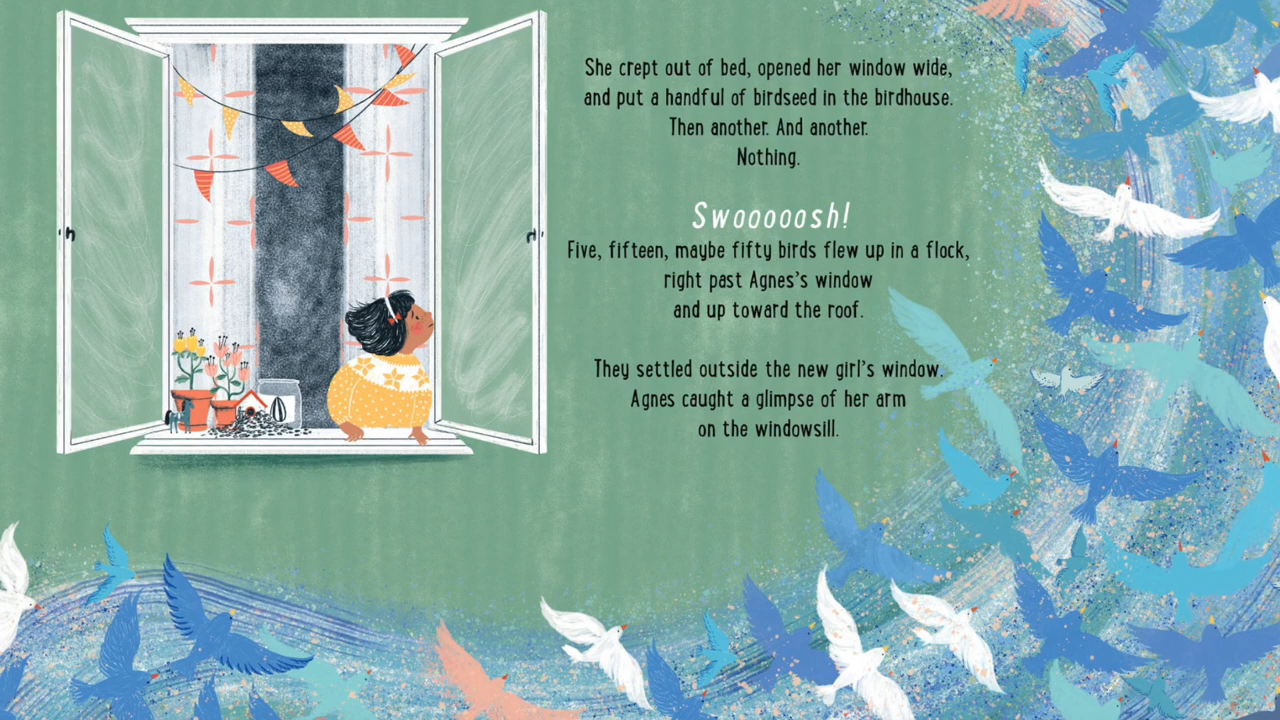 She crept out of bed, opened her window wide,
and put a handful of birdseed in the birdhouse.
Then another. And another.
Nothing.
Swooooosh!
Five, fifteen, maybe fifty birds flew up in a flock,
right past Agnes's window
and up toward the roof.
They settled outside the new girl's window.
Agnes caught a glimpse of her arm
on the windowsill.